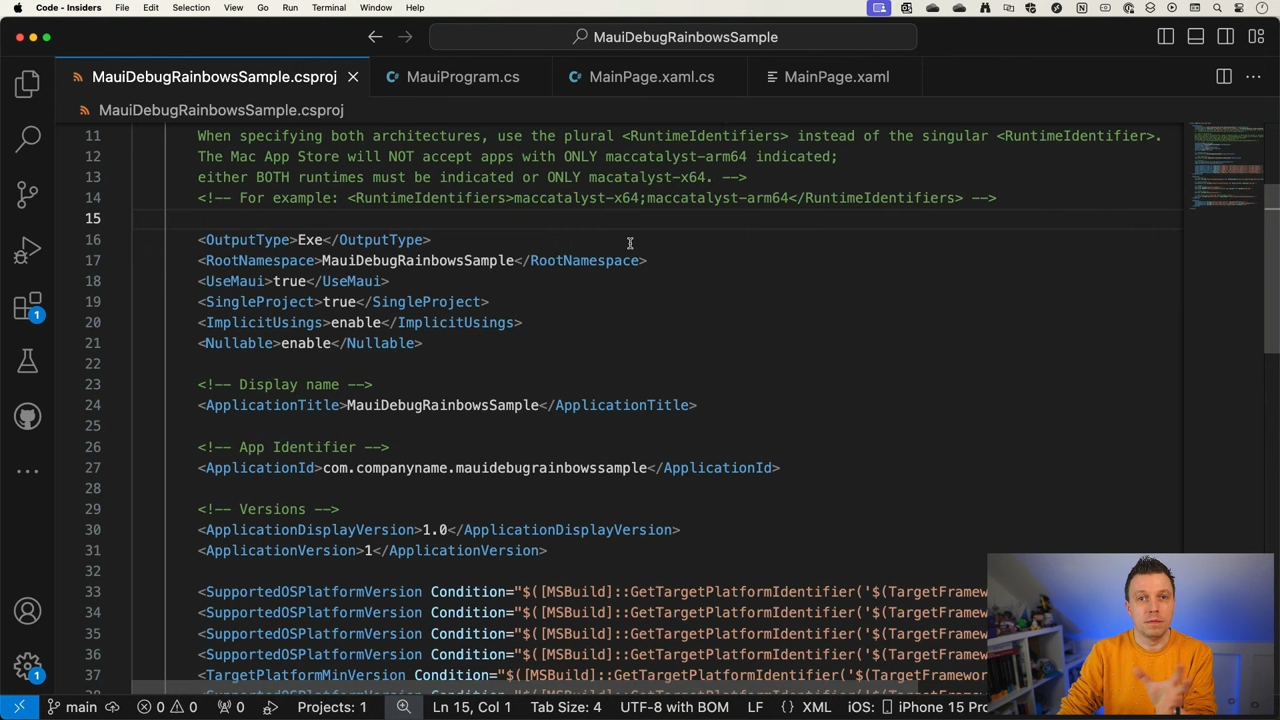 Code - Insiders File Edit Selection View Go Run Terminal Window Help
MauiDebugRainbowsSample
MauiDebugRainbowsSample.csproj MauiProgram.cs MainPage.xaml.cs MainPage.xaml
MauiDebugRainbowsSample.csproj
11 When specifying both architectures, use the plural <RuntimeIdentifiers> instead of the singular <RuntimeIdentifier>.
12 The Mac App Store will NOT accept apps with ONLY maccatalyst-arm64 indicated;
13 either BOTH runtimes must be indicated or ONLY macatalyst-x64. -->
14 <!-- For example: <RuntimeIdentifiers>maccatalyst-x64;maccatalyst-arm64</RuntimeIdentifiers> -->
15
16 <OutputType>Exe</OutputType>
17 <RootNamespace>MauiDebugRainbowsSample</RootNamespace>
18 <UseMaui>true</UseMaui>
19 <SingleProject>true</SingleProject>
20 <ImplicitUsings>enable</ImplicitUsings>
21 <Nullable>enable</Nullable>
22
23 <!-- Display name -->
24 <ApplicationTitle>MauiDebugRainbowsSample</ApplicationTitle>
25
26 <!-- App Identifier -->
27 <ApplicationId>com.companyname.mauidebugrainbowssample</ApplicationId>
28
29 <!-- Versions -->
30 <ApplicationDisplayVersion>1.0</ApplicationDisplayVersion>
31 <ApplicationVersion>1</ApplicationVersion>
32
33 <SupportedOSPlatformVersion Condition="$([MSBuild]::GetTargetPlatformIdentifier('$(TargetFramew
34 <SupportedOSPlatformVersion Condition="$([MSBuild]::GetTargetPlatformIdentifier('$(TargetFramew
35 <SupportedOSPlatformVersion Condition="$([MSBuild]::GetTargetPlatformIdentifier('$(TargetFramew
36 <SupportedOSPlatformVersion Condition="$([MSBuild]::GetTargetPlatformIdentifier('$(TargetFramew
37 <TargetPlatformMinVersion Condition="$([MSBuild]::GetTargetPlatformIdentifier('$(TargetFramewor
1
1
main 0 0 0 Projects: 1 Ln 15, Col 1 Tab Size: 4 UTF-8 with BOM LF {} XML iOS: iPhone 15 Pro